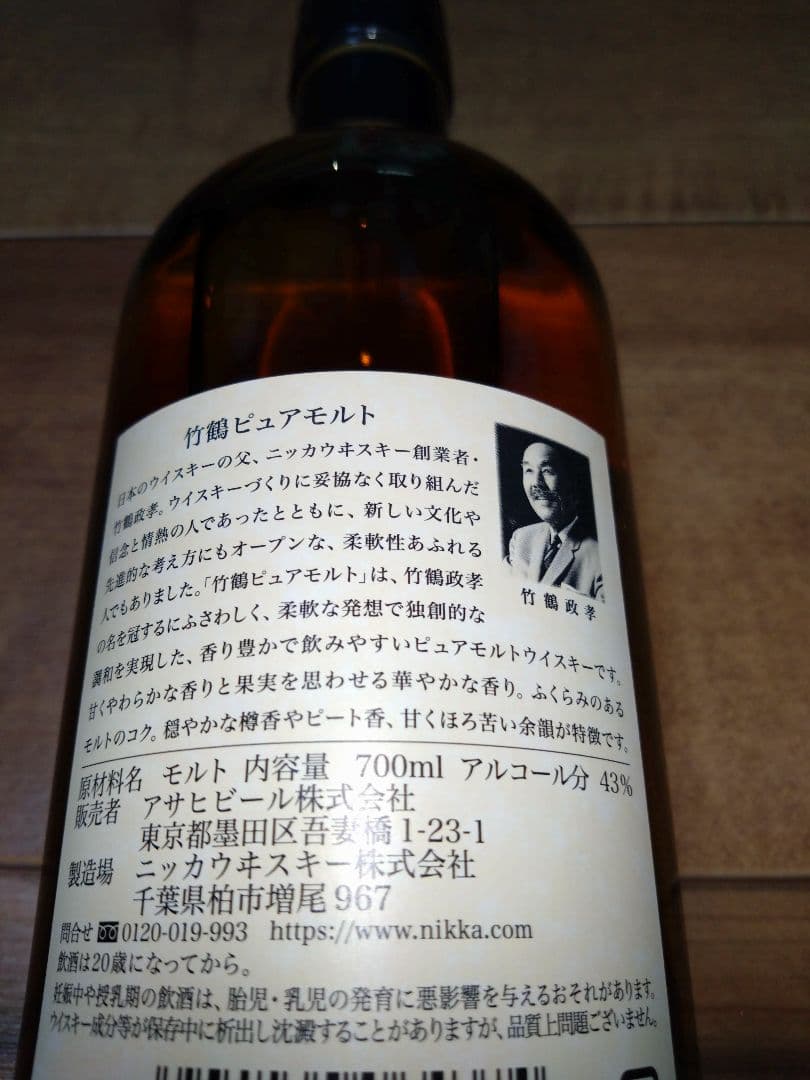 竹鶴ピュアモルト
日本のウイスキーの父、ニッカウヰスキー創業者・
竹鶴政孝。ウイスキーづくりに妥協なく取り組んだ
信念と情熱の人であったとともに、新しい文化や
先進的な考え方にもオープンな、柔軟性あふれる
人でもありました。「竹鶴ピュアモルト」は、竹鶴政孝
の名を冠するにふさわしく、柔軟な発想で独創的な
調和を実現した、香り豊かで飲みやすいピュアモルトウイスキーです。
甘くやわらかな香りと果実を思わせる華やかな香り。ふくらみのある
モルトのコク。穏やかな樽香やピート香、甘くほろ苦い余韻が特徴です。
竹鶴政孝
原材料名 モルト 内容量 700ml アルコール分 43%
販売者 アサヒビール株式会社
東京都墨田区吾妻橋1-23-1
製造場 ニッカウヰスキー株式会社
千葉県柏市増尾967
問合せ 0120-019-993 https://www.nikka.com
飲酒は20歳になってから。
妊娠中や授乳期の飲酒は、胎児・乳児の発育に悪影響を与えるおそれがあります。
ウイスキー成分等が保存中に析出し沈澱することがありますが、品質上問題ございません。